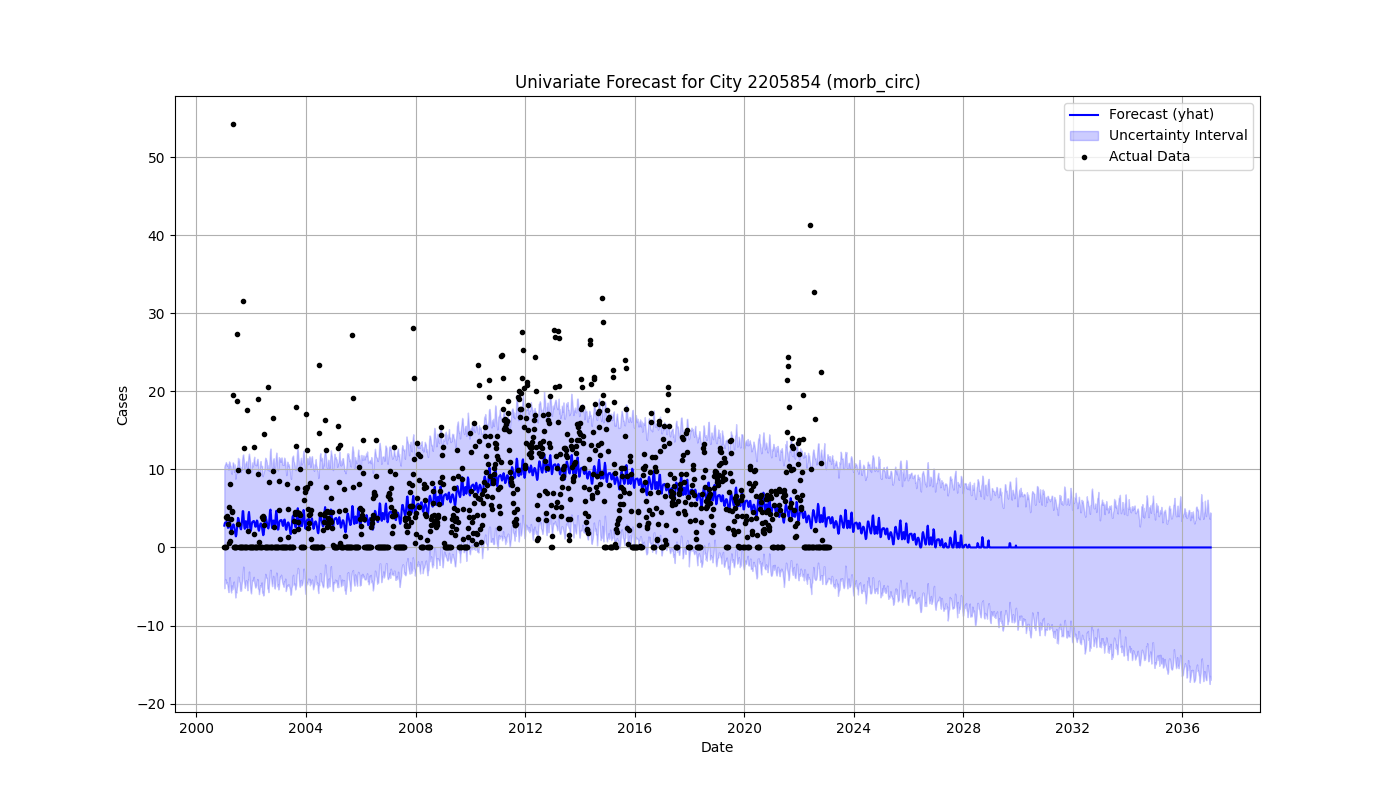 Univariate Forecast for City 2205854 (morb_circ)
Forecast (yhat)
Uncertainty Interval
Actual Data
Cases
50
40
30
20
10
0
−10
−20
2000 2004 2008 2012 2016 2020 2024 2028 2032 2036
Date